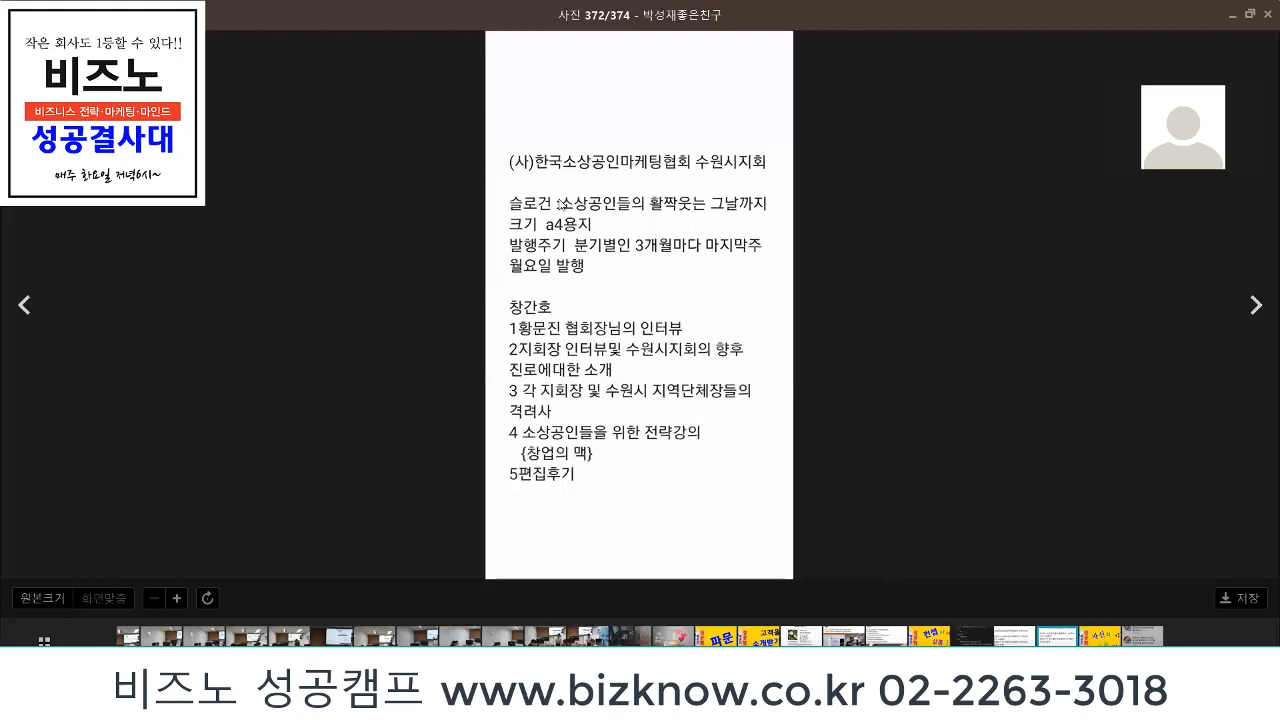 사진 372/374 - 박성재좋은친구
작은 회사도 1등할 수 있다!!
비즈노
비즈니스 전략·마케팅·마인드
성공결사대
매주 화요일 저녁6시~
(사)한국소상공인마케팅협회 수원시지회
슬로건 :소상공인들의 활짝웃는 그날까지
크기 a4용지
발행주기 분기별인 3개월마다 마지막주
월요일 발행
창간호
1황문진 협회장님의 인터뷰
2지회장 인터뷰및 수원시지회의 향후
진로에대한 소개
3 각 지회장 및 수원시 지역단체장들의
격려사
4 소상공인들을 위한 전략강의
{창업의 맥}
5편집후기
원본크기 화면맞춤
저장
비즈노 성공캠프 www.bizknow.co.kr 02-2263-3018